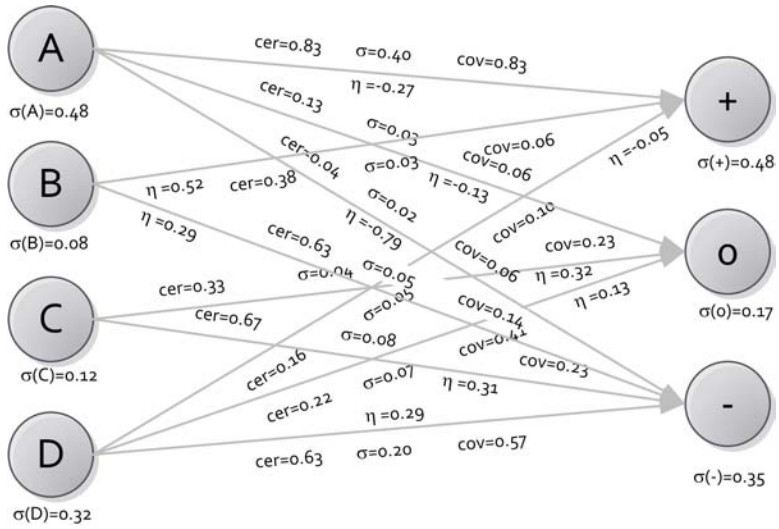 A
σ(A)=0.48
B
σ(B)=0.08
C
σ(C)=0.12
D
σ(D)=0.32
cer=0.83 σ=0.40 cov=0.83
η =-0.27
cer=0.13 σ=0.03 cov=0.06
η =-0.13
cer=0.04 σ=0.02 cov=0.06
η =-0.79
η =0.52 cer=0.38 σ=0.03 cov=0.06
η =0.29 cer=0.63 σ=0.05 cov=0.14
cer=0.33 σ=0.04 cov=0.23
η =0.32
cer=0.67 σ=0.08 cov=0.23
η =0.31
cer=0.16 σ=0.05 cov=0.10
η =-0.05
cer=0.22 σ=0.07 cov=0.41
η =0.13
η =0.29
cer=0.63 σ=0.20 cov=0.57
+
σ(+)=0.48
o
σ(o)=0.17
-
σ(-)=0.35